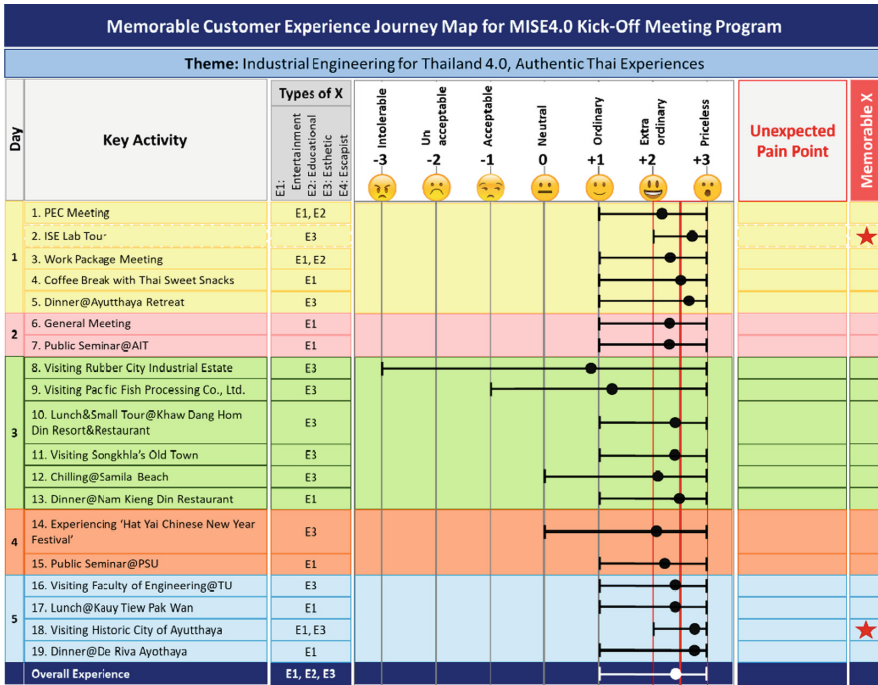 Memorable Customer Experience Journey Map for MISE4.0 Kick-Off Meeting Program
Theme: Industrial Engineering for Thailand 4.0, Authentic Thai Experiences
Day
Key Activity
Types of X
E1: Entertainment
E2: Educational
E3: Esthetic
E4: Escapist
Intolerable
-3
Un acceptable
-2
Acceptable
-1
Neutral
0
Ordinary
+1
Extra ordinary
+2
Priceless
+3
Unexpected
Pain Point
Memorable X
1
1. PEC Meeting
E1, E2
2. ISE Lab Tour
E3
3. Work Package Meeting
E1, E2
4. Coffee Break with Thai Sweet Snacks
E1
5. Dinner@Ayutthaya Retreat
E3
2
6. General Meeting
E1
7. Public Seminar@AIT
E1
3
8. Visiting Rubber City Industrial Estate
E3
9. Visiting Pacific Fish Processing Co., Ltd.
E3
10. Lunch&Small Tour@Khaw Dang Hom
Din Resort&Restaurant
E3
11. Visiting Songkhla's Old Town
E3
12. Chilling@Samila Beach
E3
13. Dinner@Nam Kieng Din Restaurant
E1
4
14. Experiencing 'Hat Yai Chinese New Year
Festival'
E3
15. Public Seminar@PSU
E1
5
16. Visiting Faculty of Engineering@TU
E3
17. Lunch@Kauy Tiew Pak Wan
E1
18. Visiting Historic City of Ayutthaya
E1, E3
19. Dinner@De Riva Ayothaya
E1
Overall Experience
E1, E2, E3